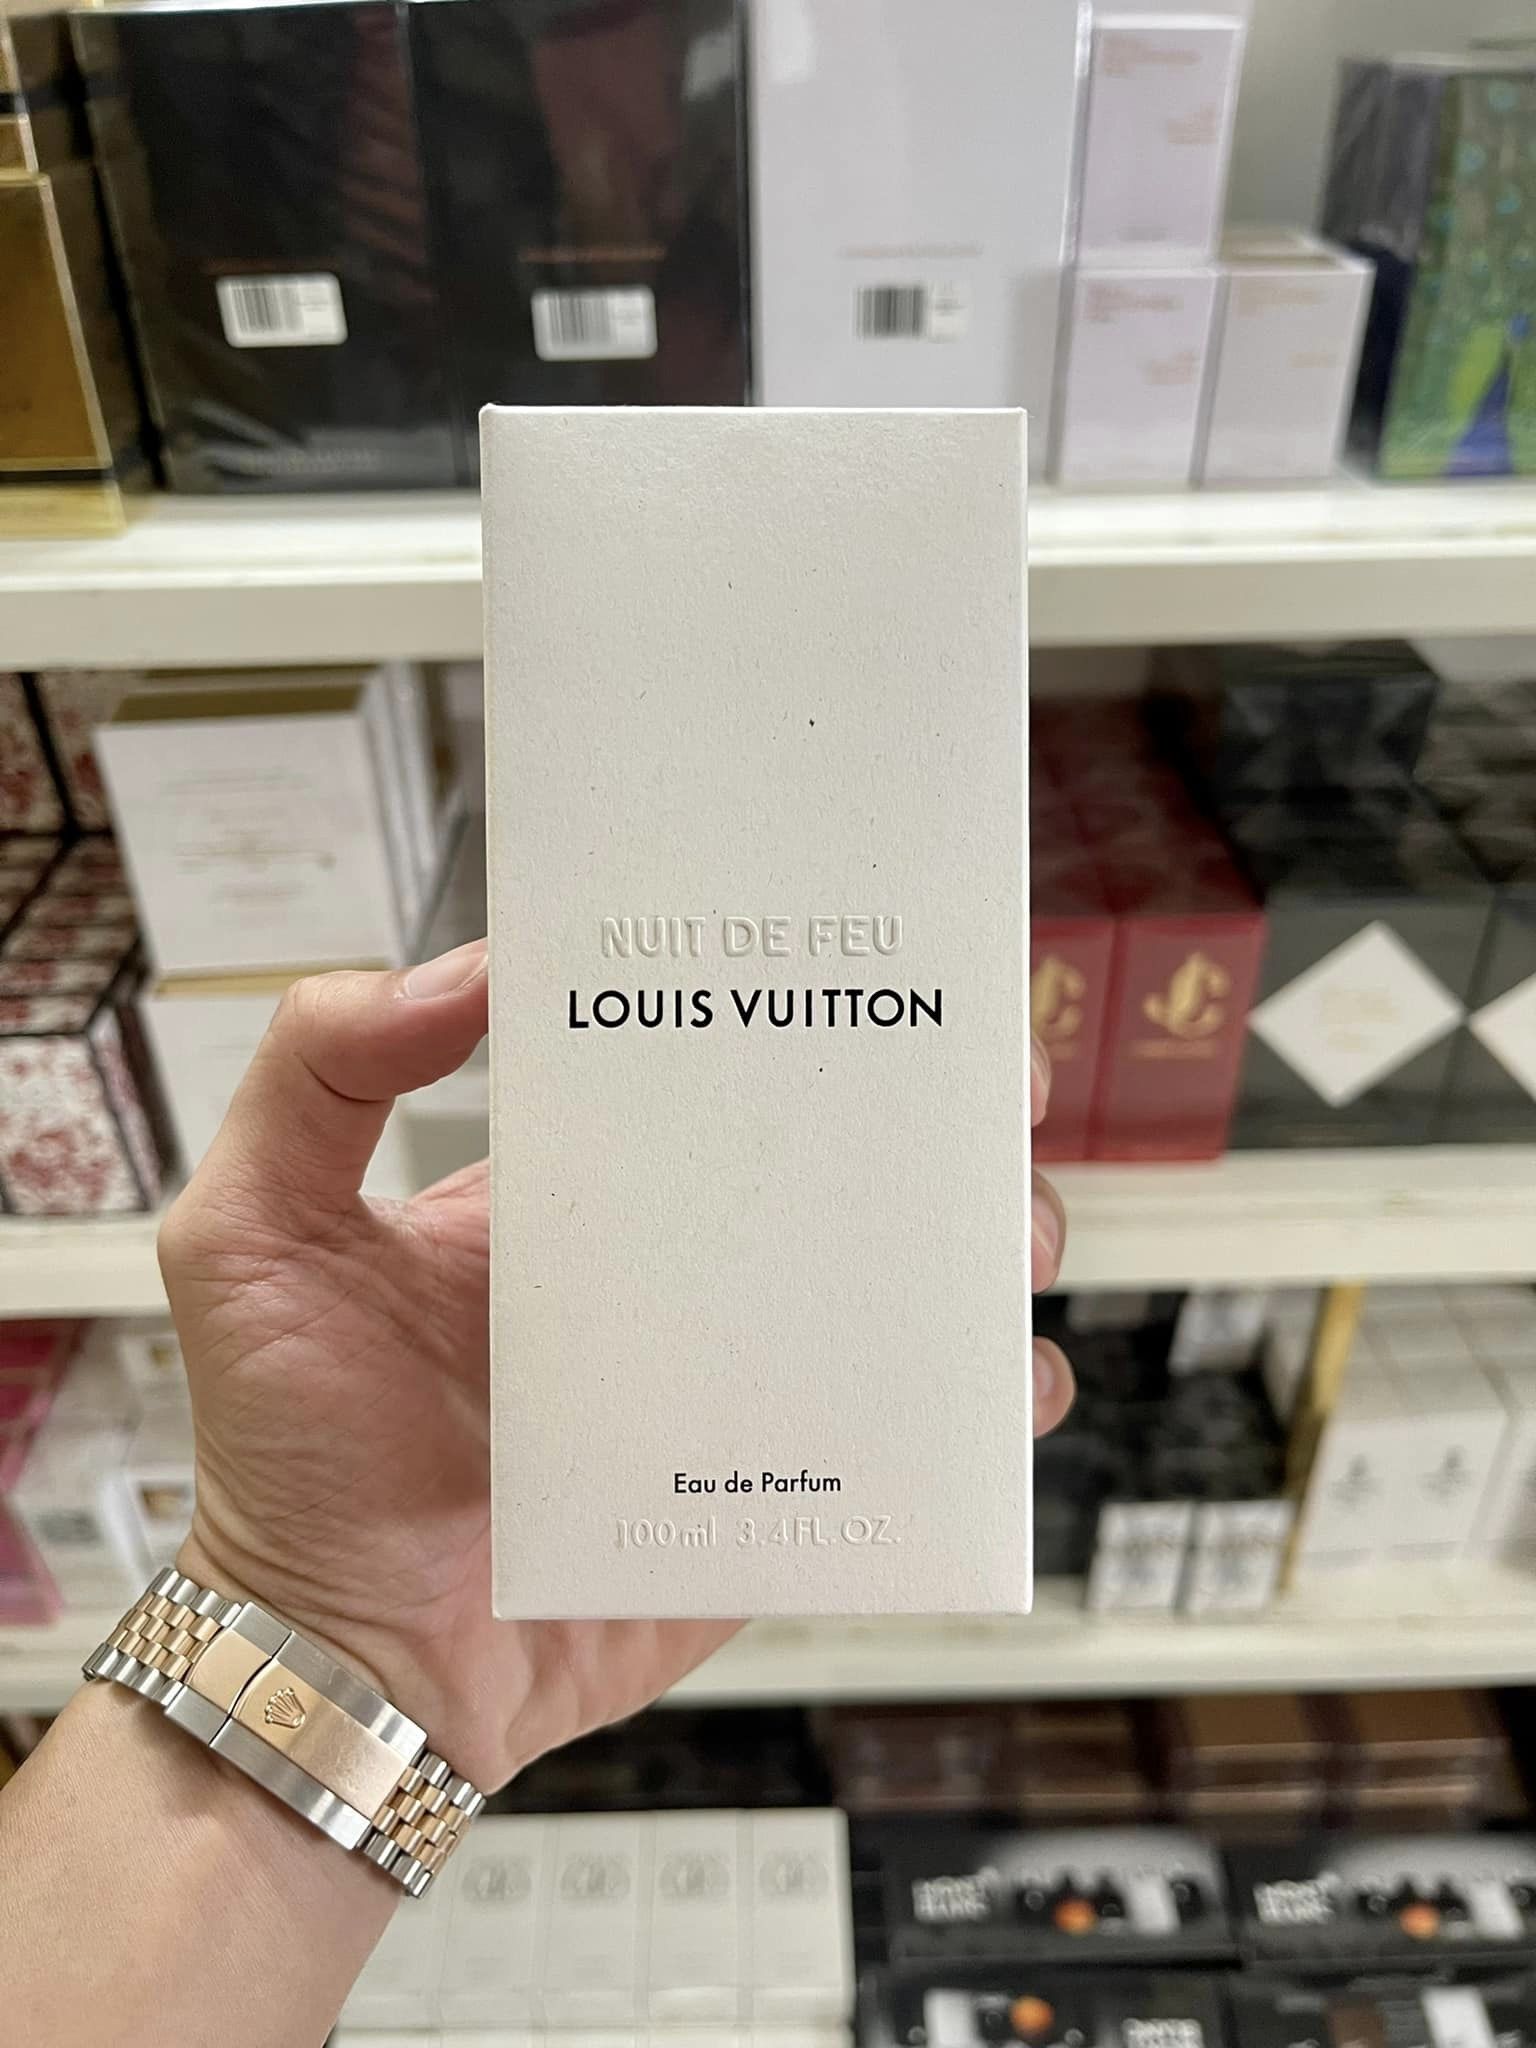 NUIT DE FEU
LOUIS VUITTON
Eau de Parfum
100ml 3.4FL.OZ.